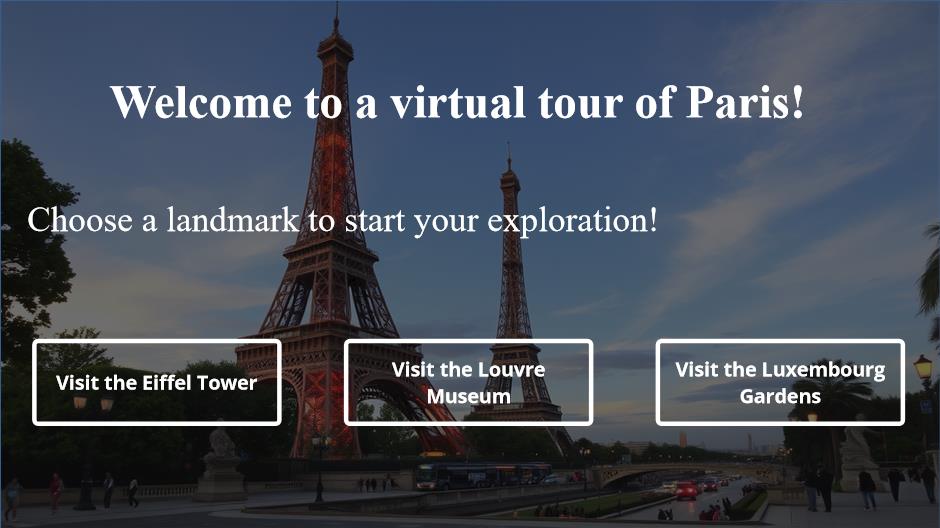 Welcome to a virtual tour of Paris!
Choose a landmark to start your exploration!
Visit the Eiffel Tower
Visit the Louvre
Museum
Visit the Luxembourg
Gardens